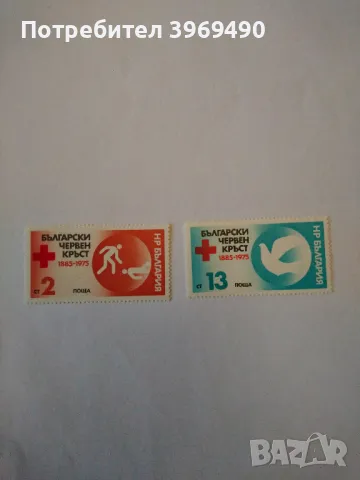 Потребител 3969490
БЪЛГАРСКИ
ЧЕРВЕН
КРЪСТ
1885-1975
СТ 2
ПОЩА
НР БЪЛГАРИЯ
БЪЛГАРСКИ
ЧЕРВЕН
КРЪСТ
1885-1975
СТ 13
ПОЩА
НР БЪЛГАРИЯ
BAZAR